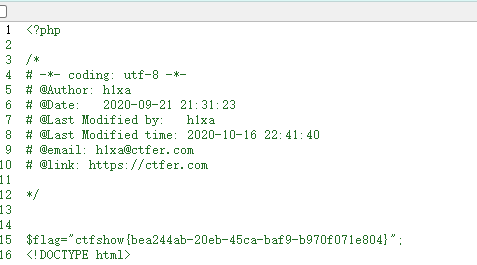 1 <?php
2
3 /*
4 # -*- coding: utf-8 -*-
5 # @Author: h1xa
6 # @Date:   2020-09-21 21:31:23
7 # @Last Modified by:   h1xa
8 # @Last Modified time: 2020-10-16 22:41:40
9 # @email: h1xa@ctfer.com
10 # @link: https://ctfer.com
11
12 */
13
14
15 $flag="ctfshow{bea244ab-20eb-45ca-baf9-b970f071e804}";
16 <!DOCTYPE html>